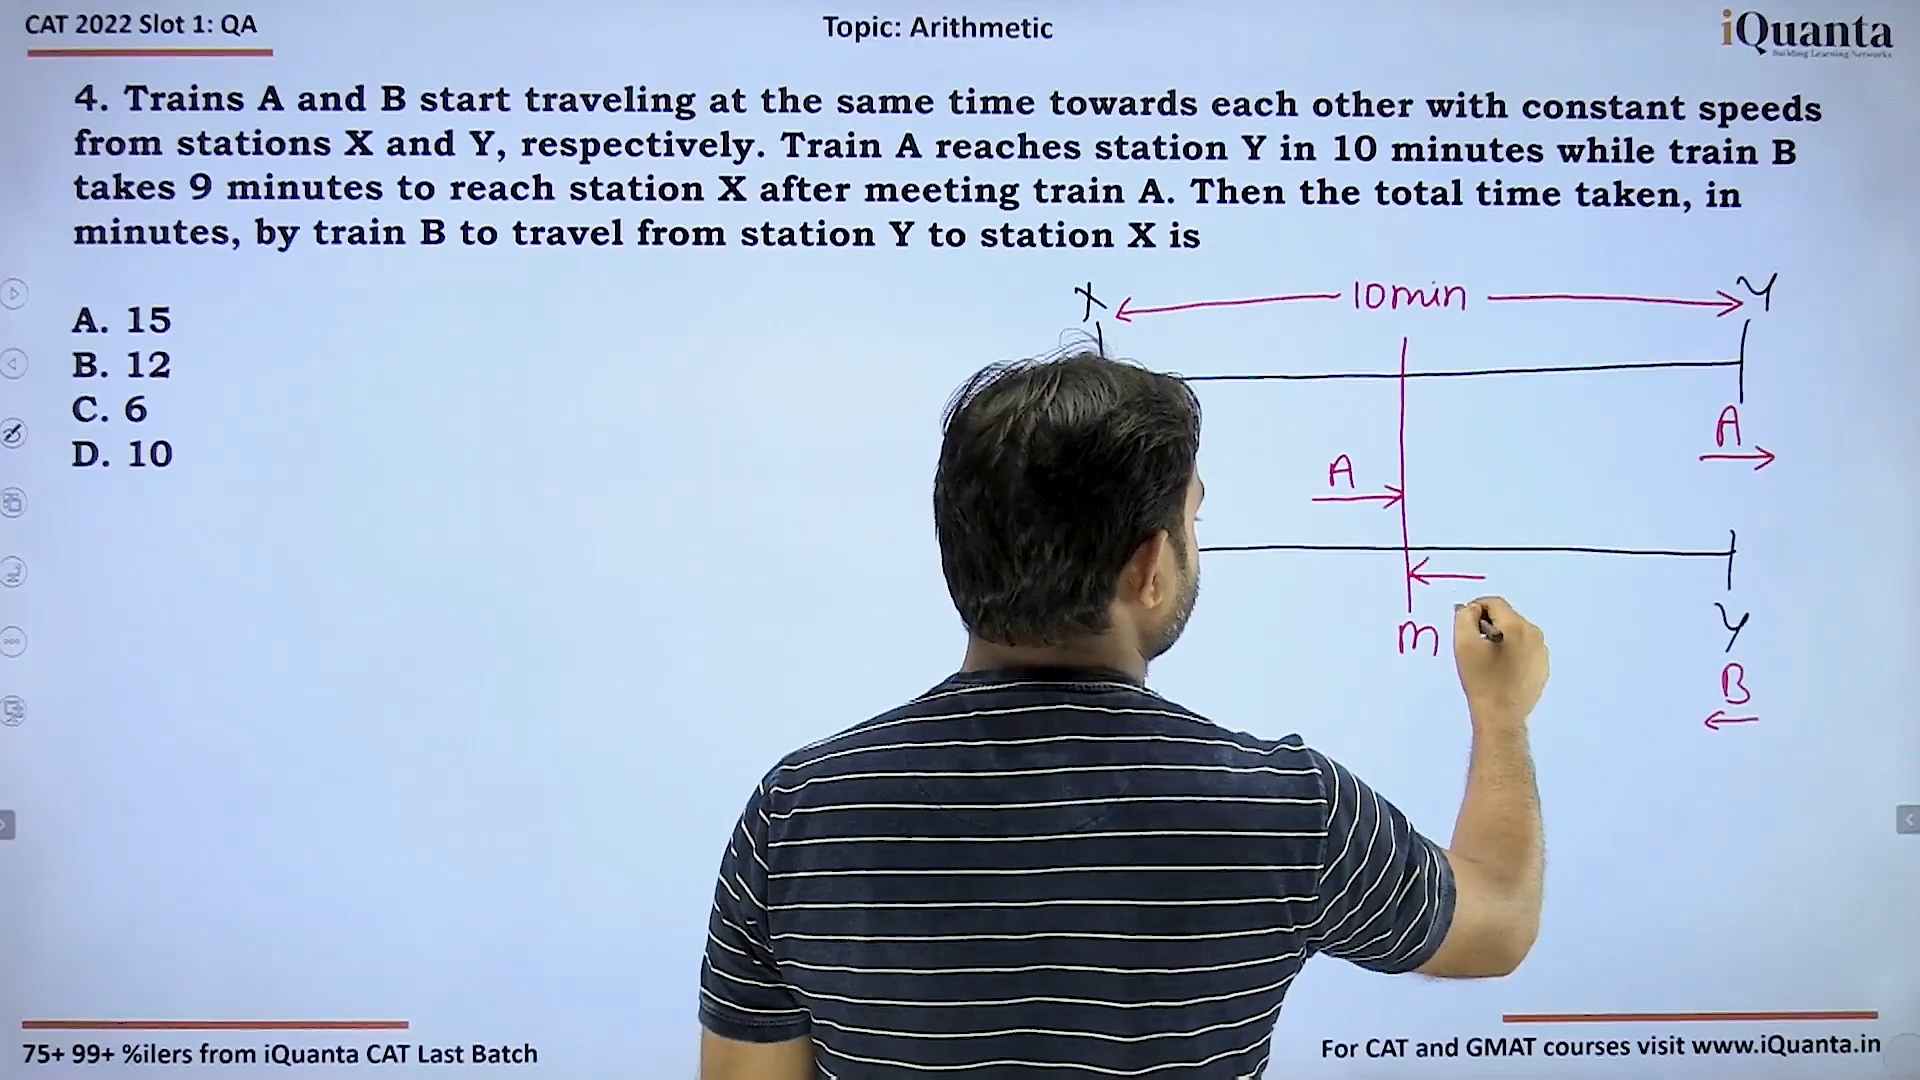 CAT 2022 Slot 1: QA
Topic: Arithmetic
iQuanta
Building Learning Networks
4. Trains A and B start traveling at the same time towards each other with constant speeds
from stations X and Y, respectively. Train A reaches station Y in 10 minutes while train B
takes 9 minutes to reach station X after meeting train A. Then the total time taken, in
minutes, by train B to travel from station Y to station X is
A. 15
B. 12
C. 6
D. 10
X 10min Y
A
A
m
Y
B
75+ 99+ %ilers from iQuanta CAT Last Batch
For CAT and GMAT courses visit www.iQuanta.in